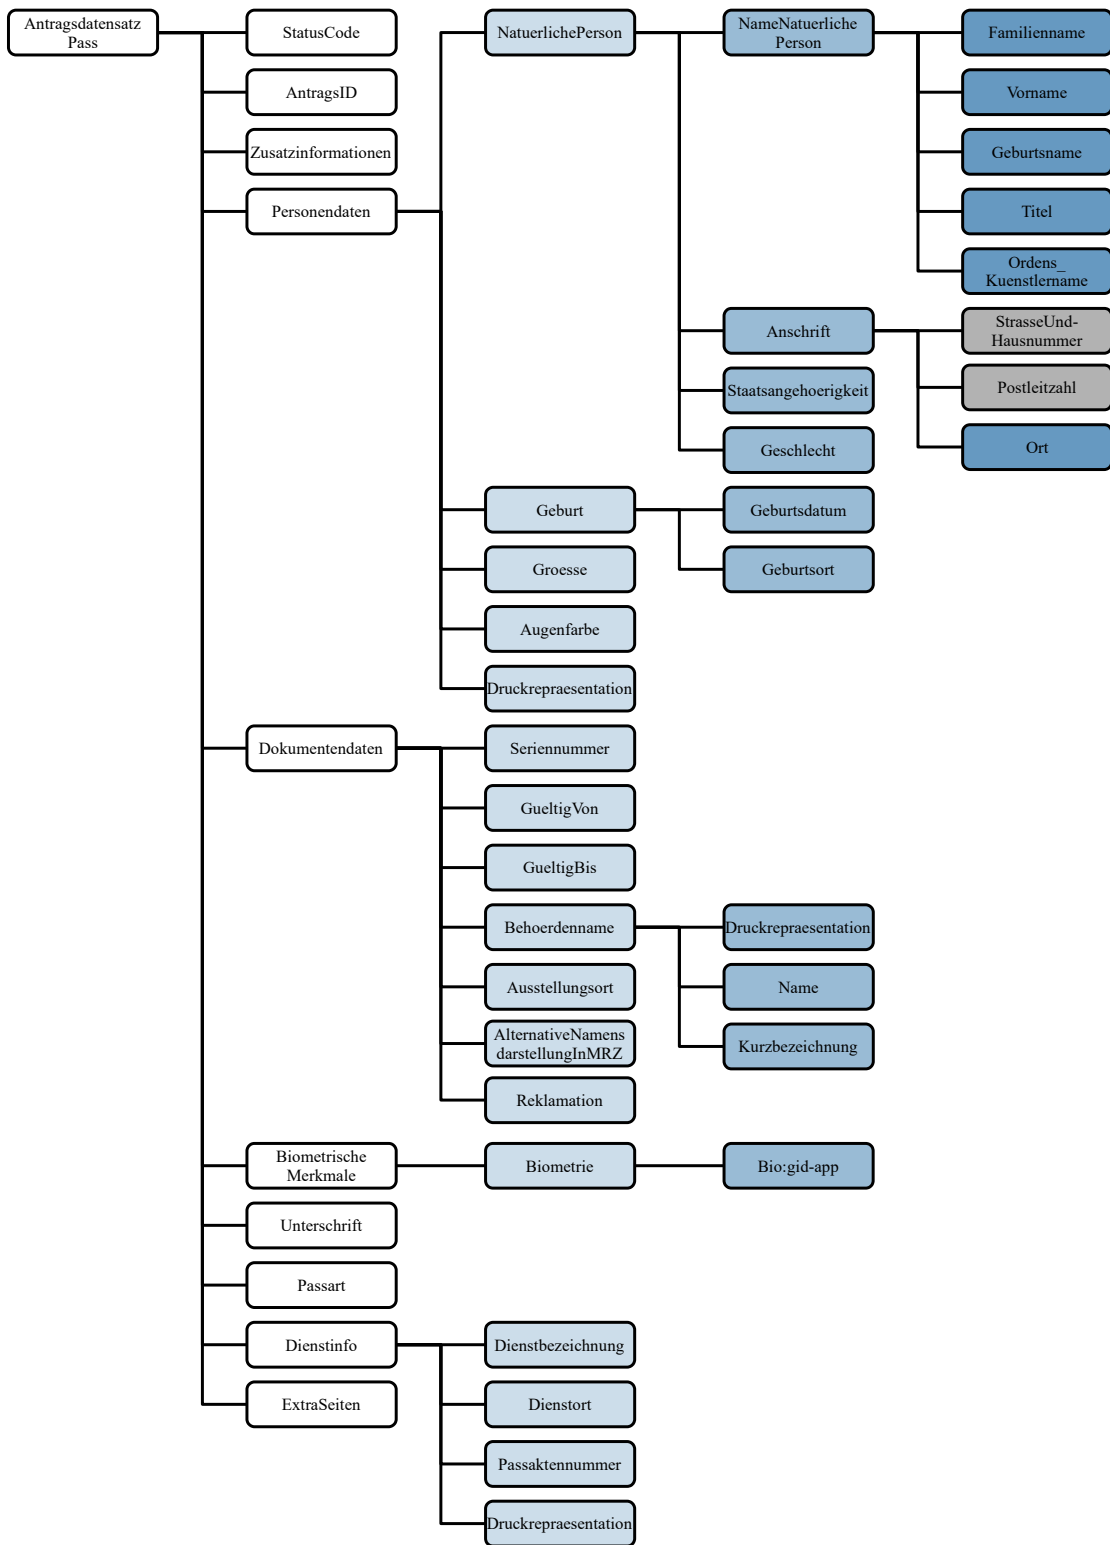 Antragsdatensatz
Pass
StatusCode
NatuerlichePerson
NameNatuerliche
Person
Familienname
AntragsID
Vorname
Zusatzinformationen
Geburtsname
Personendaten
Titel
Ordens_
Kuenstlername
Anschrift
StrasseUnd-
Hausnummer
Staatsangehoerigkeit
Postleitzahl
Geschlecht
Ort
Geburt
Geburtsdatum
Groesse
Geburtsort
Augenfarbe
Druckrepraesentation
Dokumentendaten
Seriennummer
GueltigVon
GueltigBis
Behoerdenname
Druckrepraesentation
Ausstellungsort
Name
AlternativeNamens
darstellungInMRZ
Kurzbezeichnung
Reklamation
Biometrische
Merkmale
Biometrie
Bio:gid-app
Unterschrift
Passart
Dienstinfo
Dienstbezeichnung
ExtraSeiten
Dienstort
Passaktennummer
Druckrepraesentation